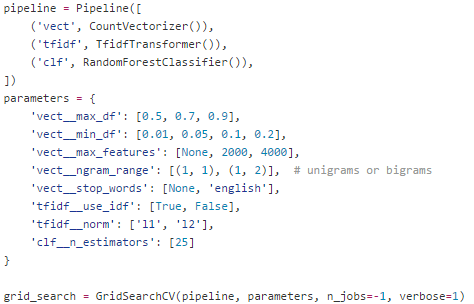 pipeline = Pipeline([
    ('vect', CountVectorizer()),
    ('tfidf', TfidfTransformer()),
    ('clf', RandomForestClassifier()),
])
parameters = {
    'vect__max_df': [0.5, 0.7, 0.9],
    'vect__min_df': [0.01, 0.05, 0.1, 0.2],
    'vect__max_features': [None, 2000, 4000],
    'vect__ngram_range': [(1, 1), (1, 2)],  # unigrams or bigrams
    'vect__stop_words': [None, 'english'],
    'tfidf__use_idf': [True, False],
    'tfidf__norm': ['l1', 'l2'],
    'clf__n_estimators': [25]
}
grid_search = GridSearchCV(pipeline, parameters, n_jobs=-1, verbose=1)